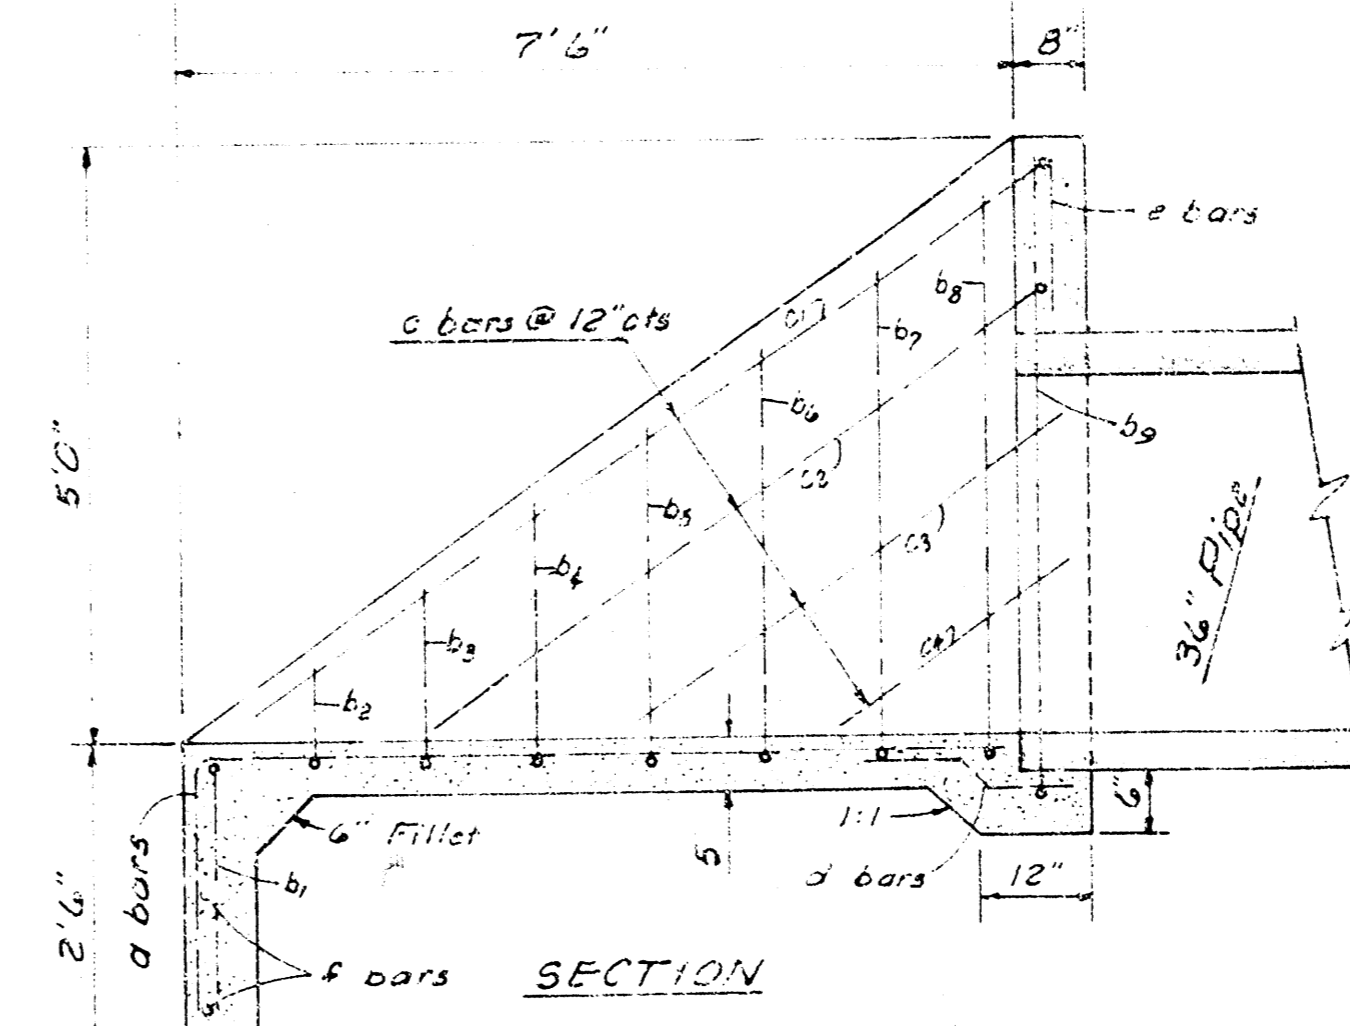 7'6"
8"
e bars
b8
c1)
c bars @ 12" cts
b7
b6
b9
5'0"
c2)
36" Pipe
b5
c3)
b4
c4)
b3
b2
6"
6" Fillet
1:1
5
d bars
12"
a bars
b1
2'6"
f bars
SECTION